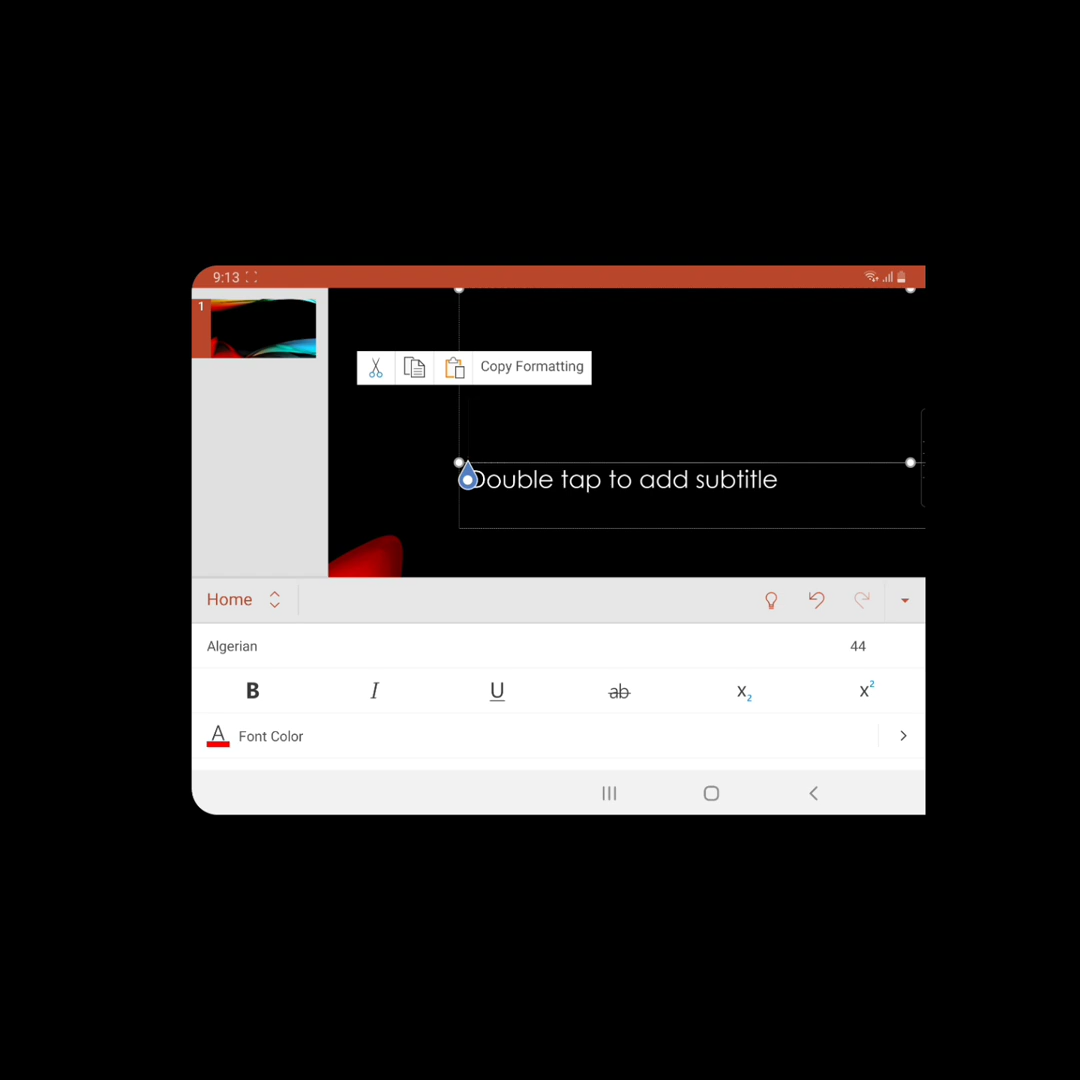 9:13
1
Copy Formatting
Double tap to add subtitle
Home
Algerian 44
B I U ab X2 X2
A Font Color